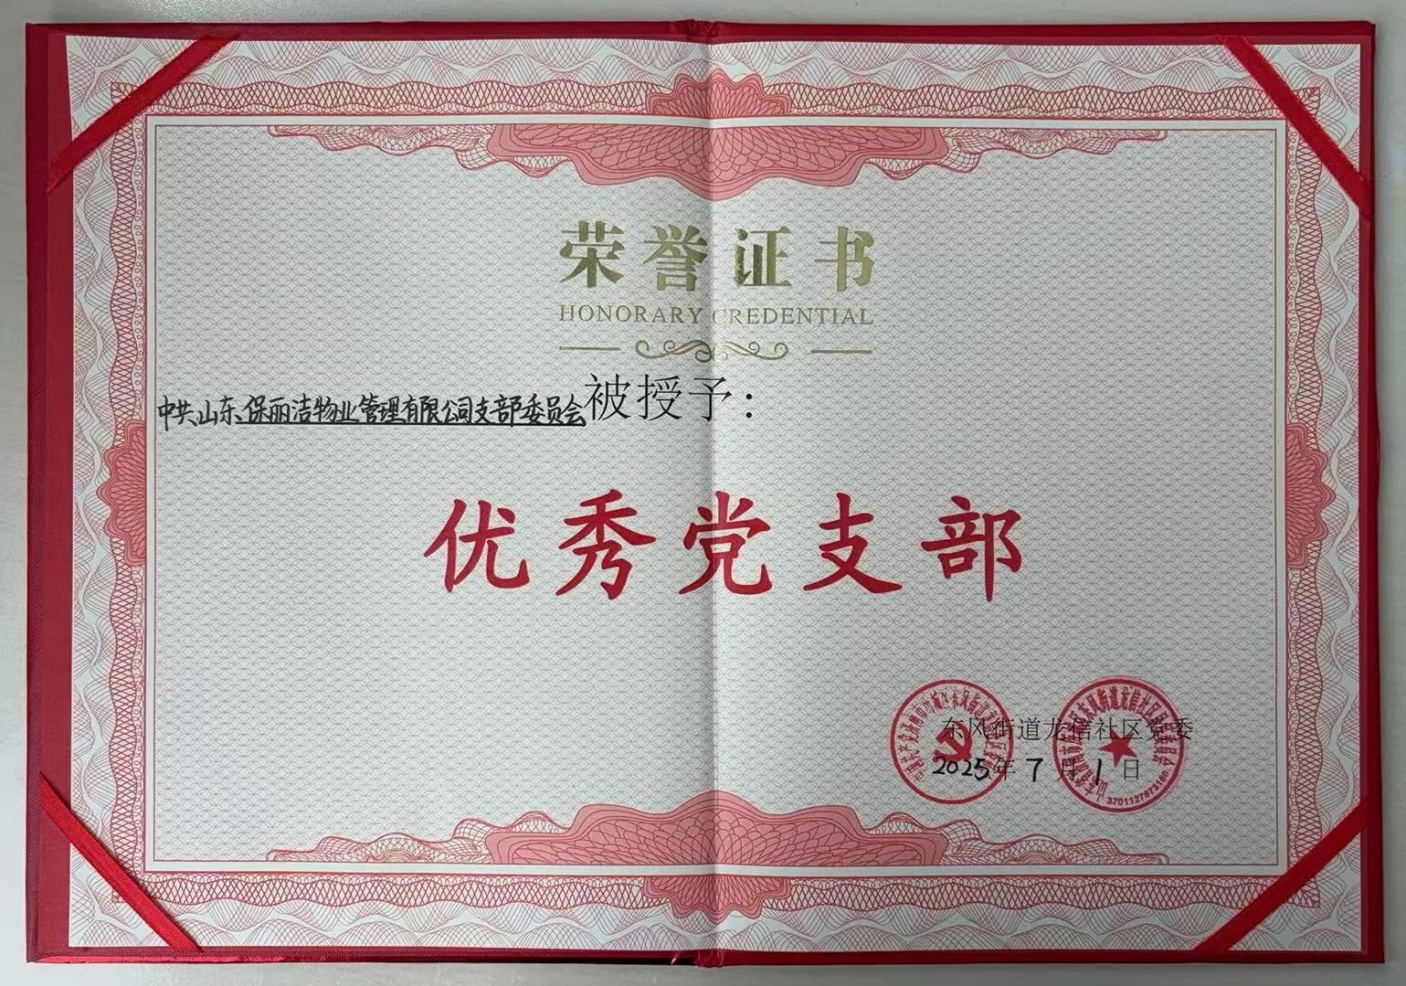 荣誉证书
HONORARY CREDENTIAL
中共山东保丽洁物业管理有限公司支部委员会被授予：
优秀党支部
东风街道龙信社区党委
2025年7月1日
3701127873180